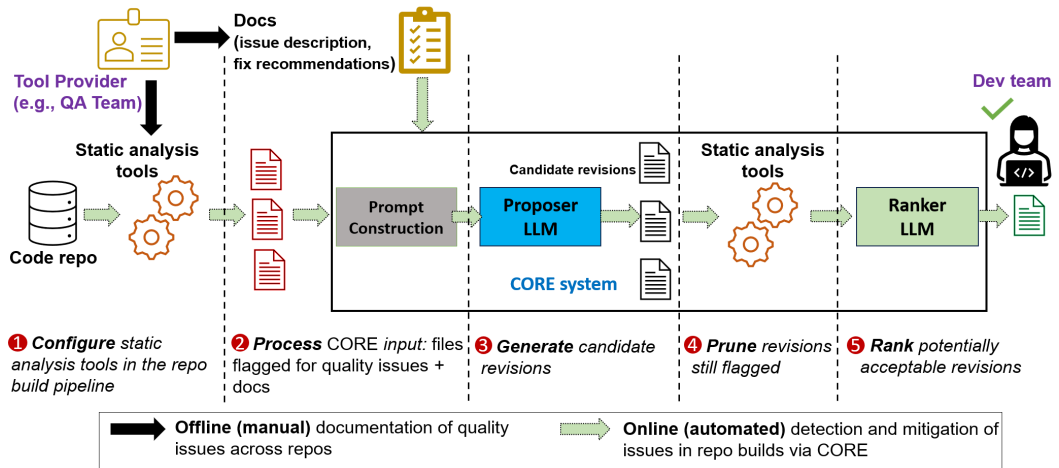 Docs
(issue description,
fix recommendations)
Tool Provider
(e.g., QA Team)
Dev team
Static analysis
tools
Code repo
Prompt
Construction
Candidate revisions
Proposer
LLM
CORE system
Static analysis
tools
Ranker
LLM
</>
1 Configure static
analysis tools in the repo
build pipeline
2 Process CORE input: files
flagged for quality issues +
docs
3 Generate candidate
revisions
4 Prune revisions
still flagged
5 Rank potentially
acceptable revisions
Offline (manual) documentation of quality
issues across repos
Online (automated) detection and mitigation of
issues in repo builds via CORE